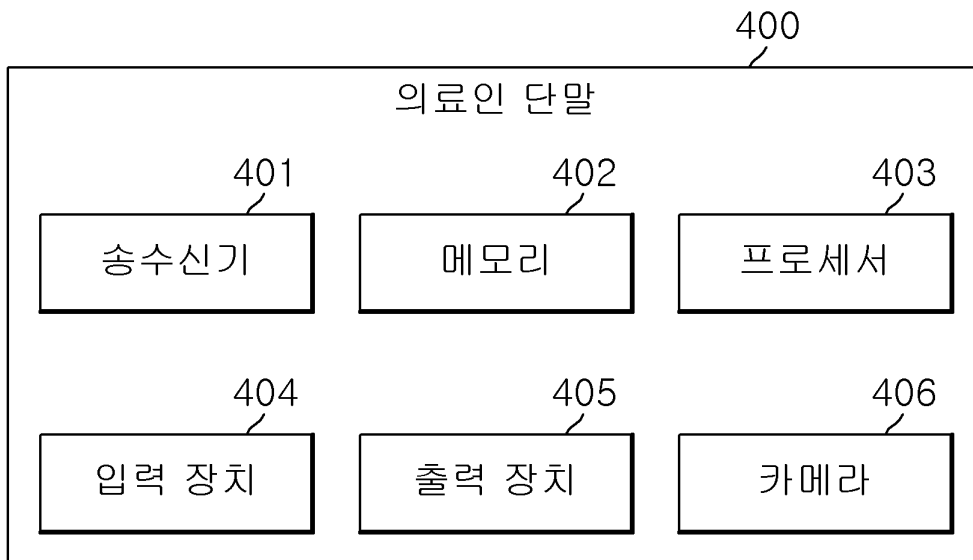 400
의료인 단말
401 402 403
송수신기 메모리 프로세서
404 405 406
입력 장치 출력 장치 카메라